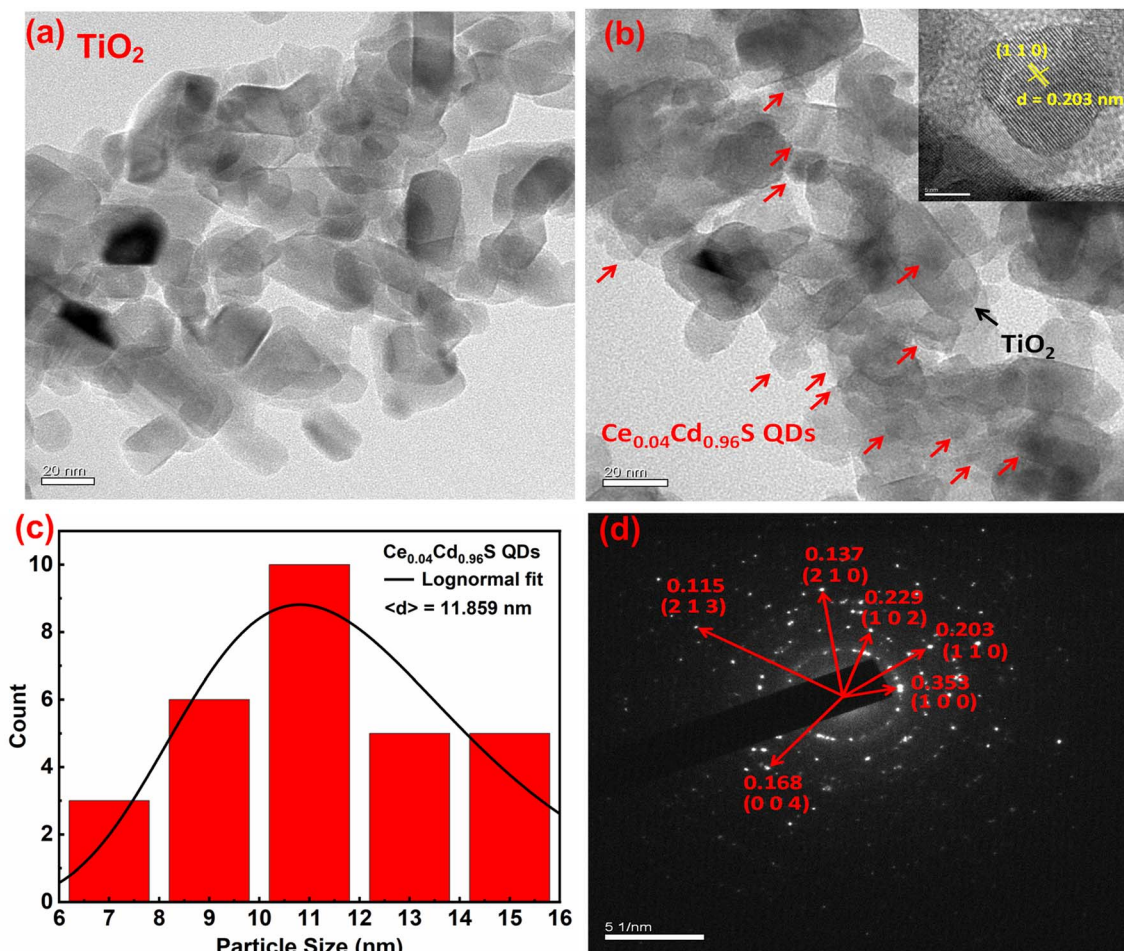 (a) TiO₂
20 nm
(b)
(1 1 0)
d = 0.203 nm
5 nm
TiO₂
Ce₀.₀₄Cd₀.₉₆S QDs
20 nm
(c)
Ce₀.₀₄Cd₀.₉₆S QDs
Lognormal fit
<d> = 11.859 nm
Count
10
8
6
4
2
0
6 7 8 9 10 11 12 13 14 15 16
Particle Size (nm)
(d)
0.137
(2 1 0)
0.115
(2 1 3)
0.229
(1 0 2)
0.203
(1 1 0)
0.353
(1 0 0)
0.168
(0 0 4)
5 1/nm